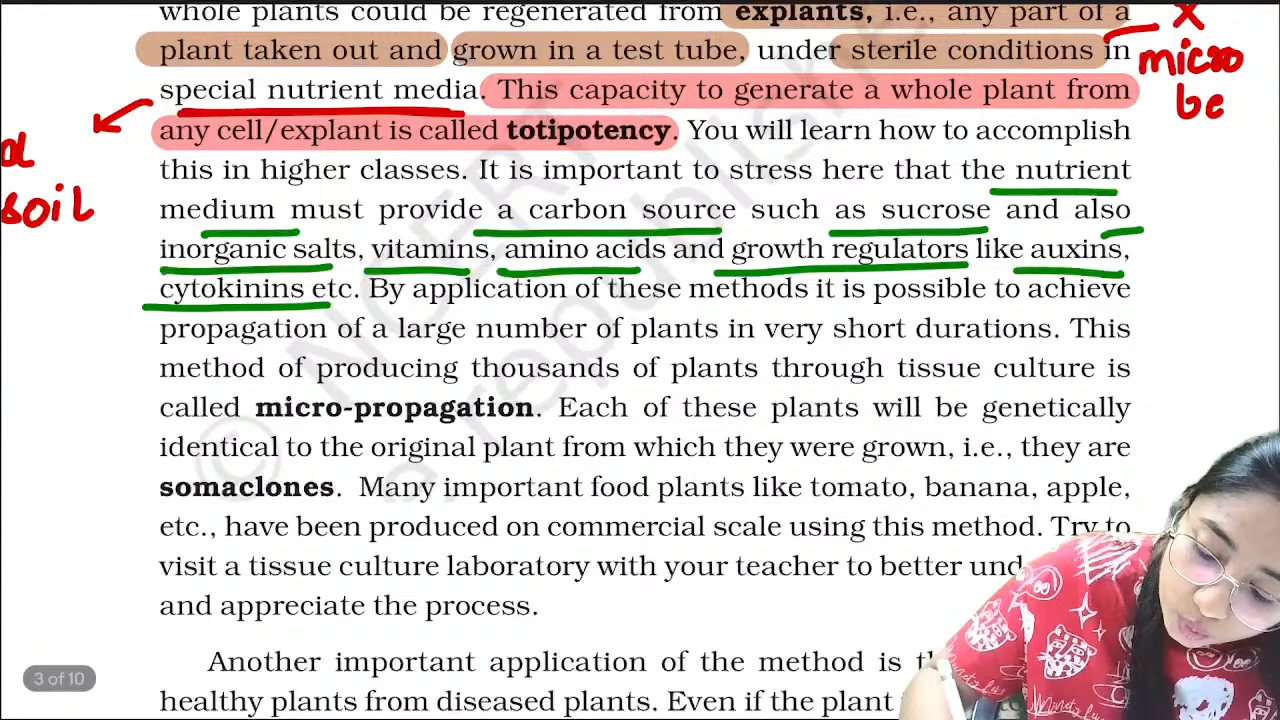 whole plants could be regenerated from explants, i.e., any part of a
plant taken out and grown in a test tube, under sterile conditions in
special nutrient media. This capacity to generate a whole plant from
any cell/explant is called totipotency. You will learn how to accomplish
this in higher classes. It is important to stress here that the nutrient
medium must provide a carbon source such as sucrose and also
inorganic salts, vitamins, amino acids and growth regulators like auxins,
cytokinins etc. By application of these methods it is possible to achieve
propagation of a large number of plants in very short durations. This
method of producing thousands of plants through tissue culture is
called micro-propagation. Each of these plants will be genetically
identical to the original plant from which they were grown, i.e., they are
somaclones. Many important food plants like tomato, banana, apple,
etc., have been produced on commercial scale using this method. Try to
visit a tissue culture laboratory with your teacher to better und
and appreciate the process.
Another important application of the method is
healthy plants from diseased plants. Even if the plant
x
micro
be
soil
3 of 10
© NCERT
republishe